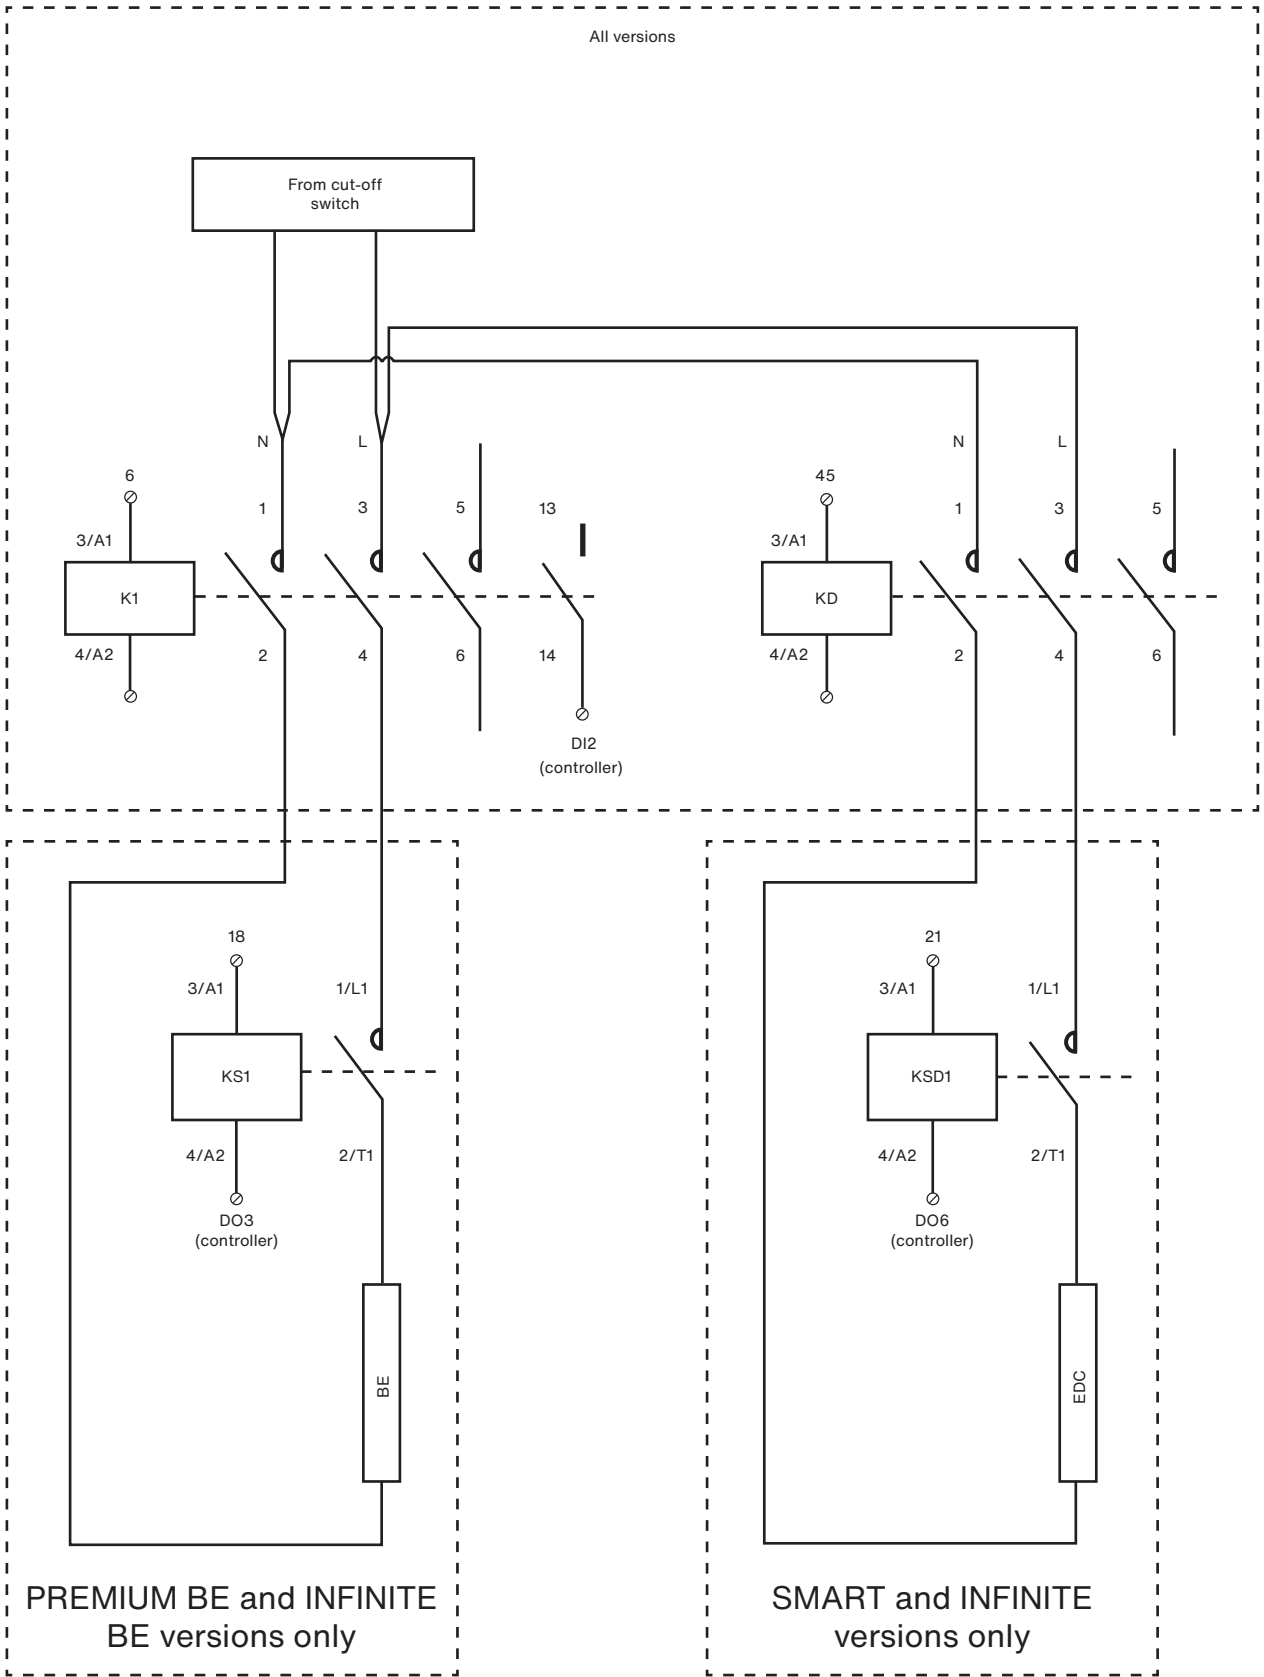 All versions
From cut-off
switch
N
L
N
L
6
45
1
3
5
13
1
3
5
3/A1
3/A1
K1
KD
4/A2
2
4
6
14
4/A2
2
4
6
DI2
(controller)
18
21
3/A1
1/L1
3/A1
1/L1
KS1
KSD1
4/A2
2/T1
4/A2
2/T1
DO3
(controller)
DO6
(controller)
BE
EDC
PREMIUM BE and INFINITE
BE versions only
SMART and INFINITE
versions only